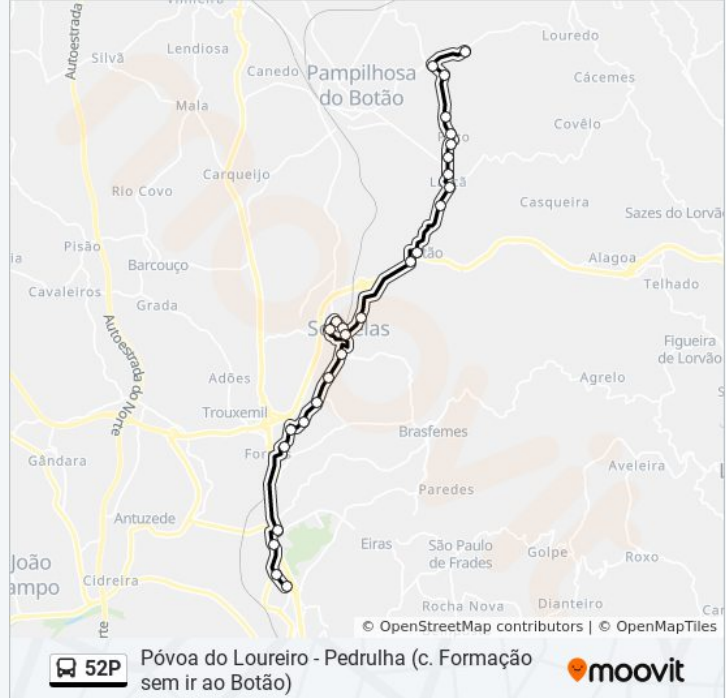 Louredo
Lendiosa
Silvã
Canedo
Pampilhosa
do Botão
Cácemes
Autoestrada
Mala
Covêlo
Carqueijo
Rio Covo
Casqueira
Sazes do Lorvão
Pisão
Barcouço
Alagoa
Telhado
Cavaleiros
Grada
Autoestrada do Norte
Figueira
de Lorvão
Adões
Agrelo
Trouxemil
Brasfemes
Gândara
Aveleira
Paredes
Antuzede
Eiras
São Paulo
de Frades
Golpe
Roxo
João
ampo
Cidreira
Rocha Nova
Dianteiro
rte
© OpenStreetMap contributors | © OpenMapTiles
52P
Póvoa do Loureiro - Pedrulha (c. Formação
sem ir ao Botão)
moovit